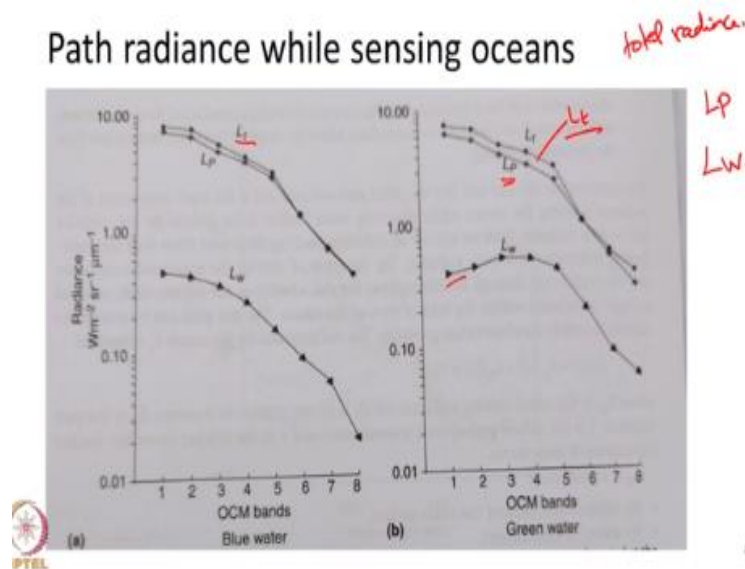 Path radiance while sensing oceans
total radiance.
LP
LW
10.00
1.00
0.10
0.01
Radiance
Wm⁻² sr⁻¹ μm⁻¹
LP
Lw
1 2 3 4 5 6 7 8
OCM bands
(a)
Blue water
10.00
1.00
0.10
0.01
Lt
LP
Lw
1 2 3 4 5 6 7 8
OCM bands
(b)
Green water